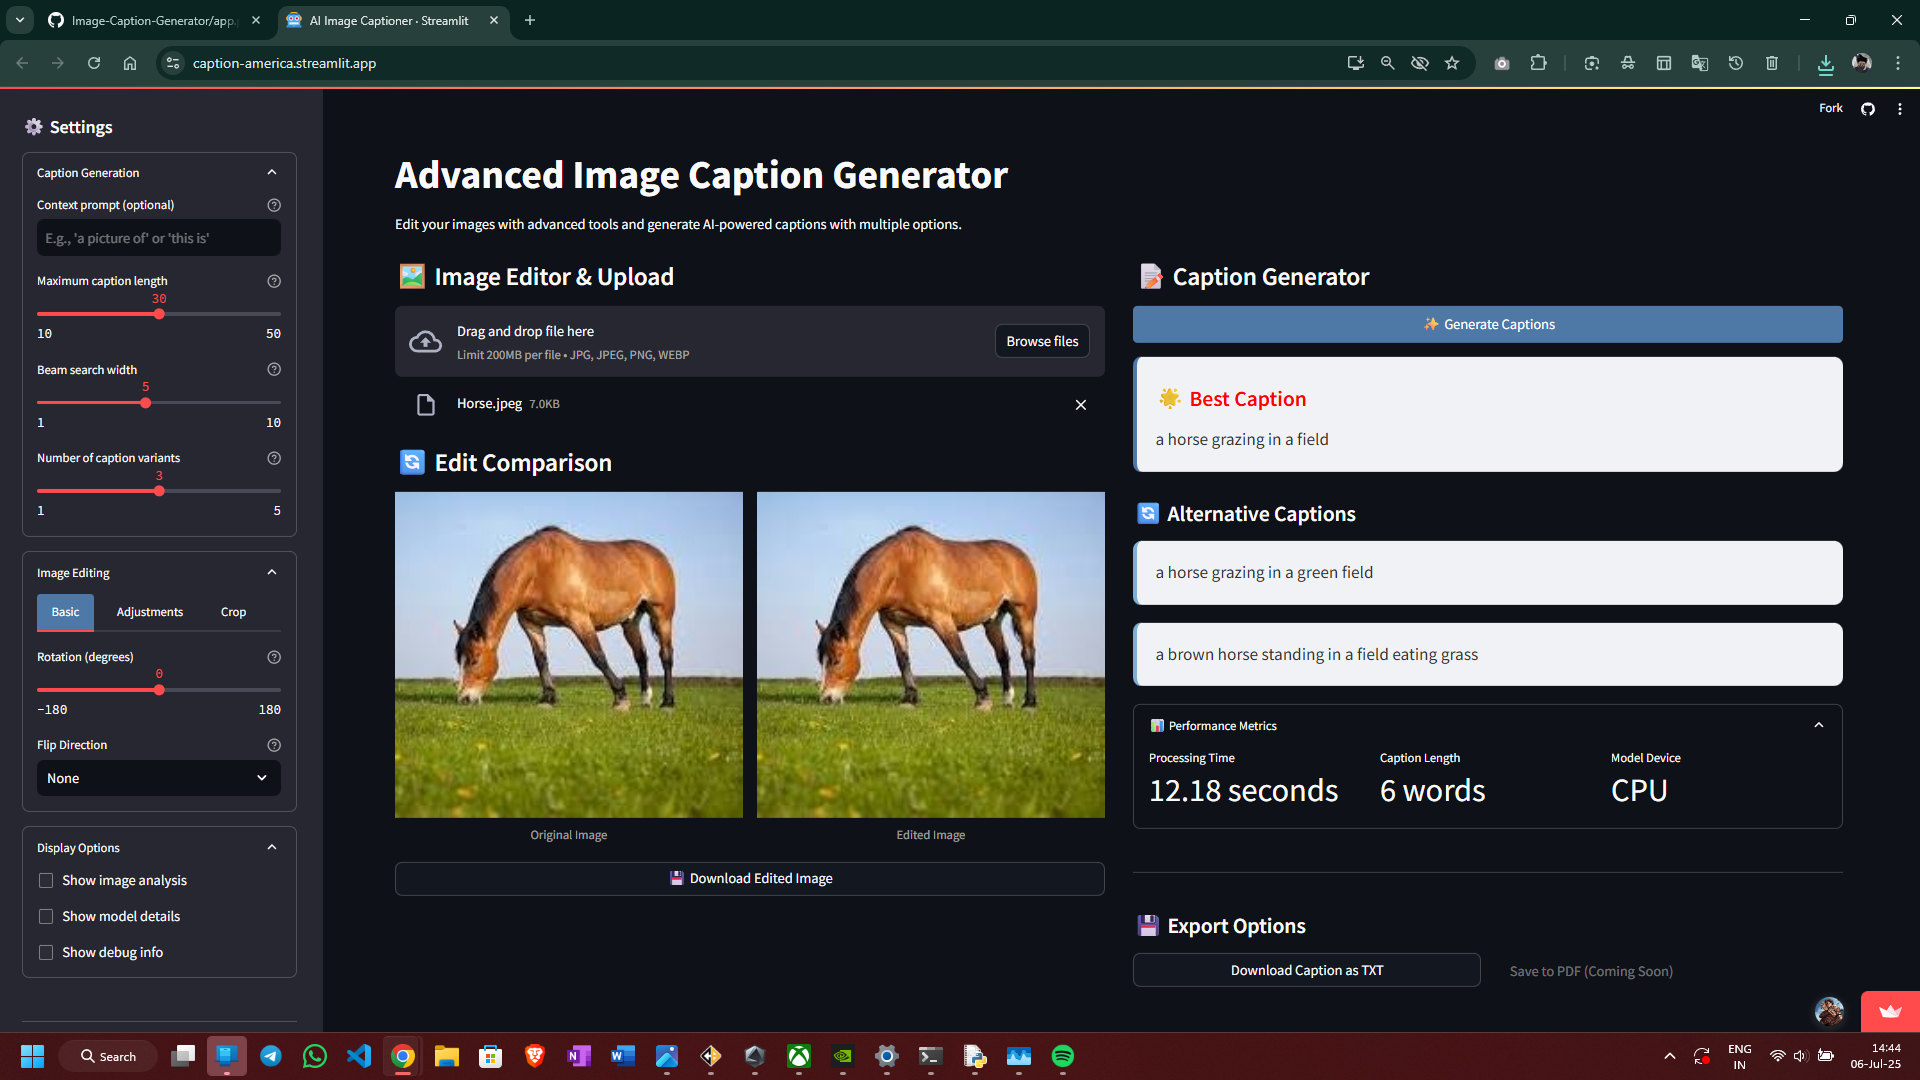 Image-Caption-Generator/app.
AI Image Captioner · Streamlit
caption-america.streamlit.app
Fork
Settings
Caption Generation
Context prompt (optional)
E.g., 'a picture of' or 'this is'
Maximum caption length
30
10 50
Beam search width
5
1 10
Number of caption variants
3
1 5
Image Editing
Basic Adjustments Crop
Rotation (degrees)
0
−180 180
Flip Direction
None
Display Options
Show image analysis
Show model details
Show debug info
Advanced Image Caption Generator
Edit your images with advanced tools and generate AI-powered captions with multiple options.
Image Editor & Upload
Drag and drop file here
Limit 200MB per file • JPG, JPEG, PNG, WEBP
Browse files
Horse.jpeg 7.0KB
Edit Comparison
Original Image Edited Image
Download Edited Image
Caption Generator
Generate Captions
Best Caption
a horse grazing in a field
Alternative Captions
a horse grazing in a green field
a brown horse standing in a field eating grass
Performance Metrics
Processing Time Caption Length Model Device
12.18 seconds 6 words CPU
Export Options
Download Caption as TXT Save to PDF (Coming Soon)
Search
ENG
IN
14:44
06-Jul-25